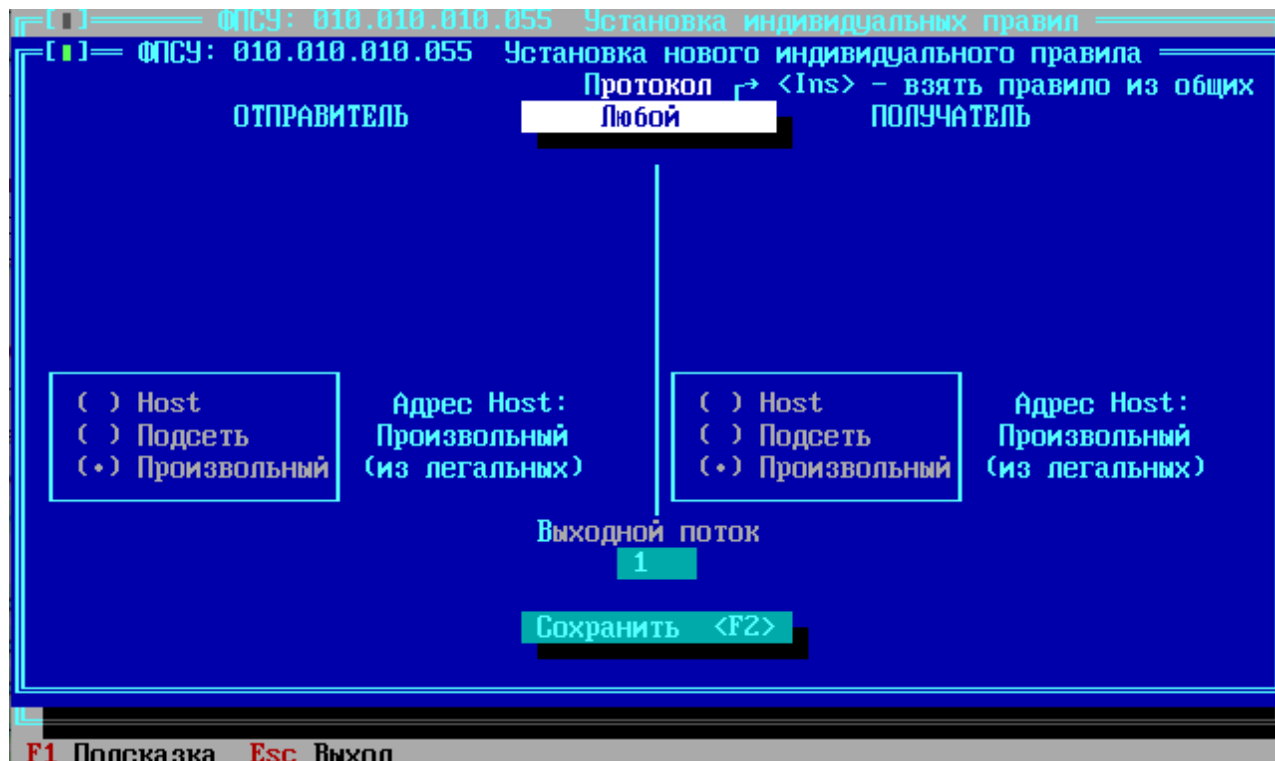 [ ] ФПСУ: 010.010.010.055 Установка индивидуальных правил
[ ] ФПСУ: 010.010.010.055 Установка нового индивидуального правила
Протокол ┌→ <Ins> - взять правило из общих
ОТПРАВИТЕЛЬ Любой ПОЛУЧАТЕЛЬ
( ) Host Адрес Host: ( ) Host Адрес Host:
( ) Подсеть Произвольный ( ) Подсеть Произвольный
(•) Произвольный (из легальных) (•) Произвольный (из легальных)
Выходной поток
1
Сохранить <F2>
F1 Подсказка Esc Выход